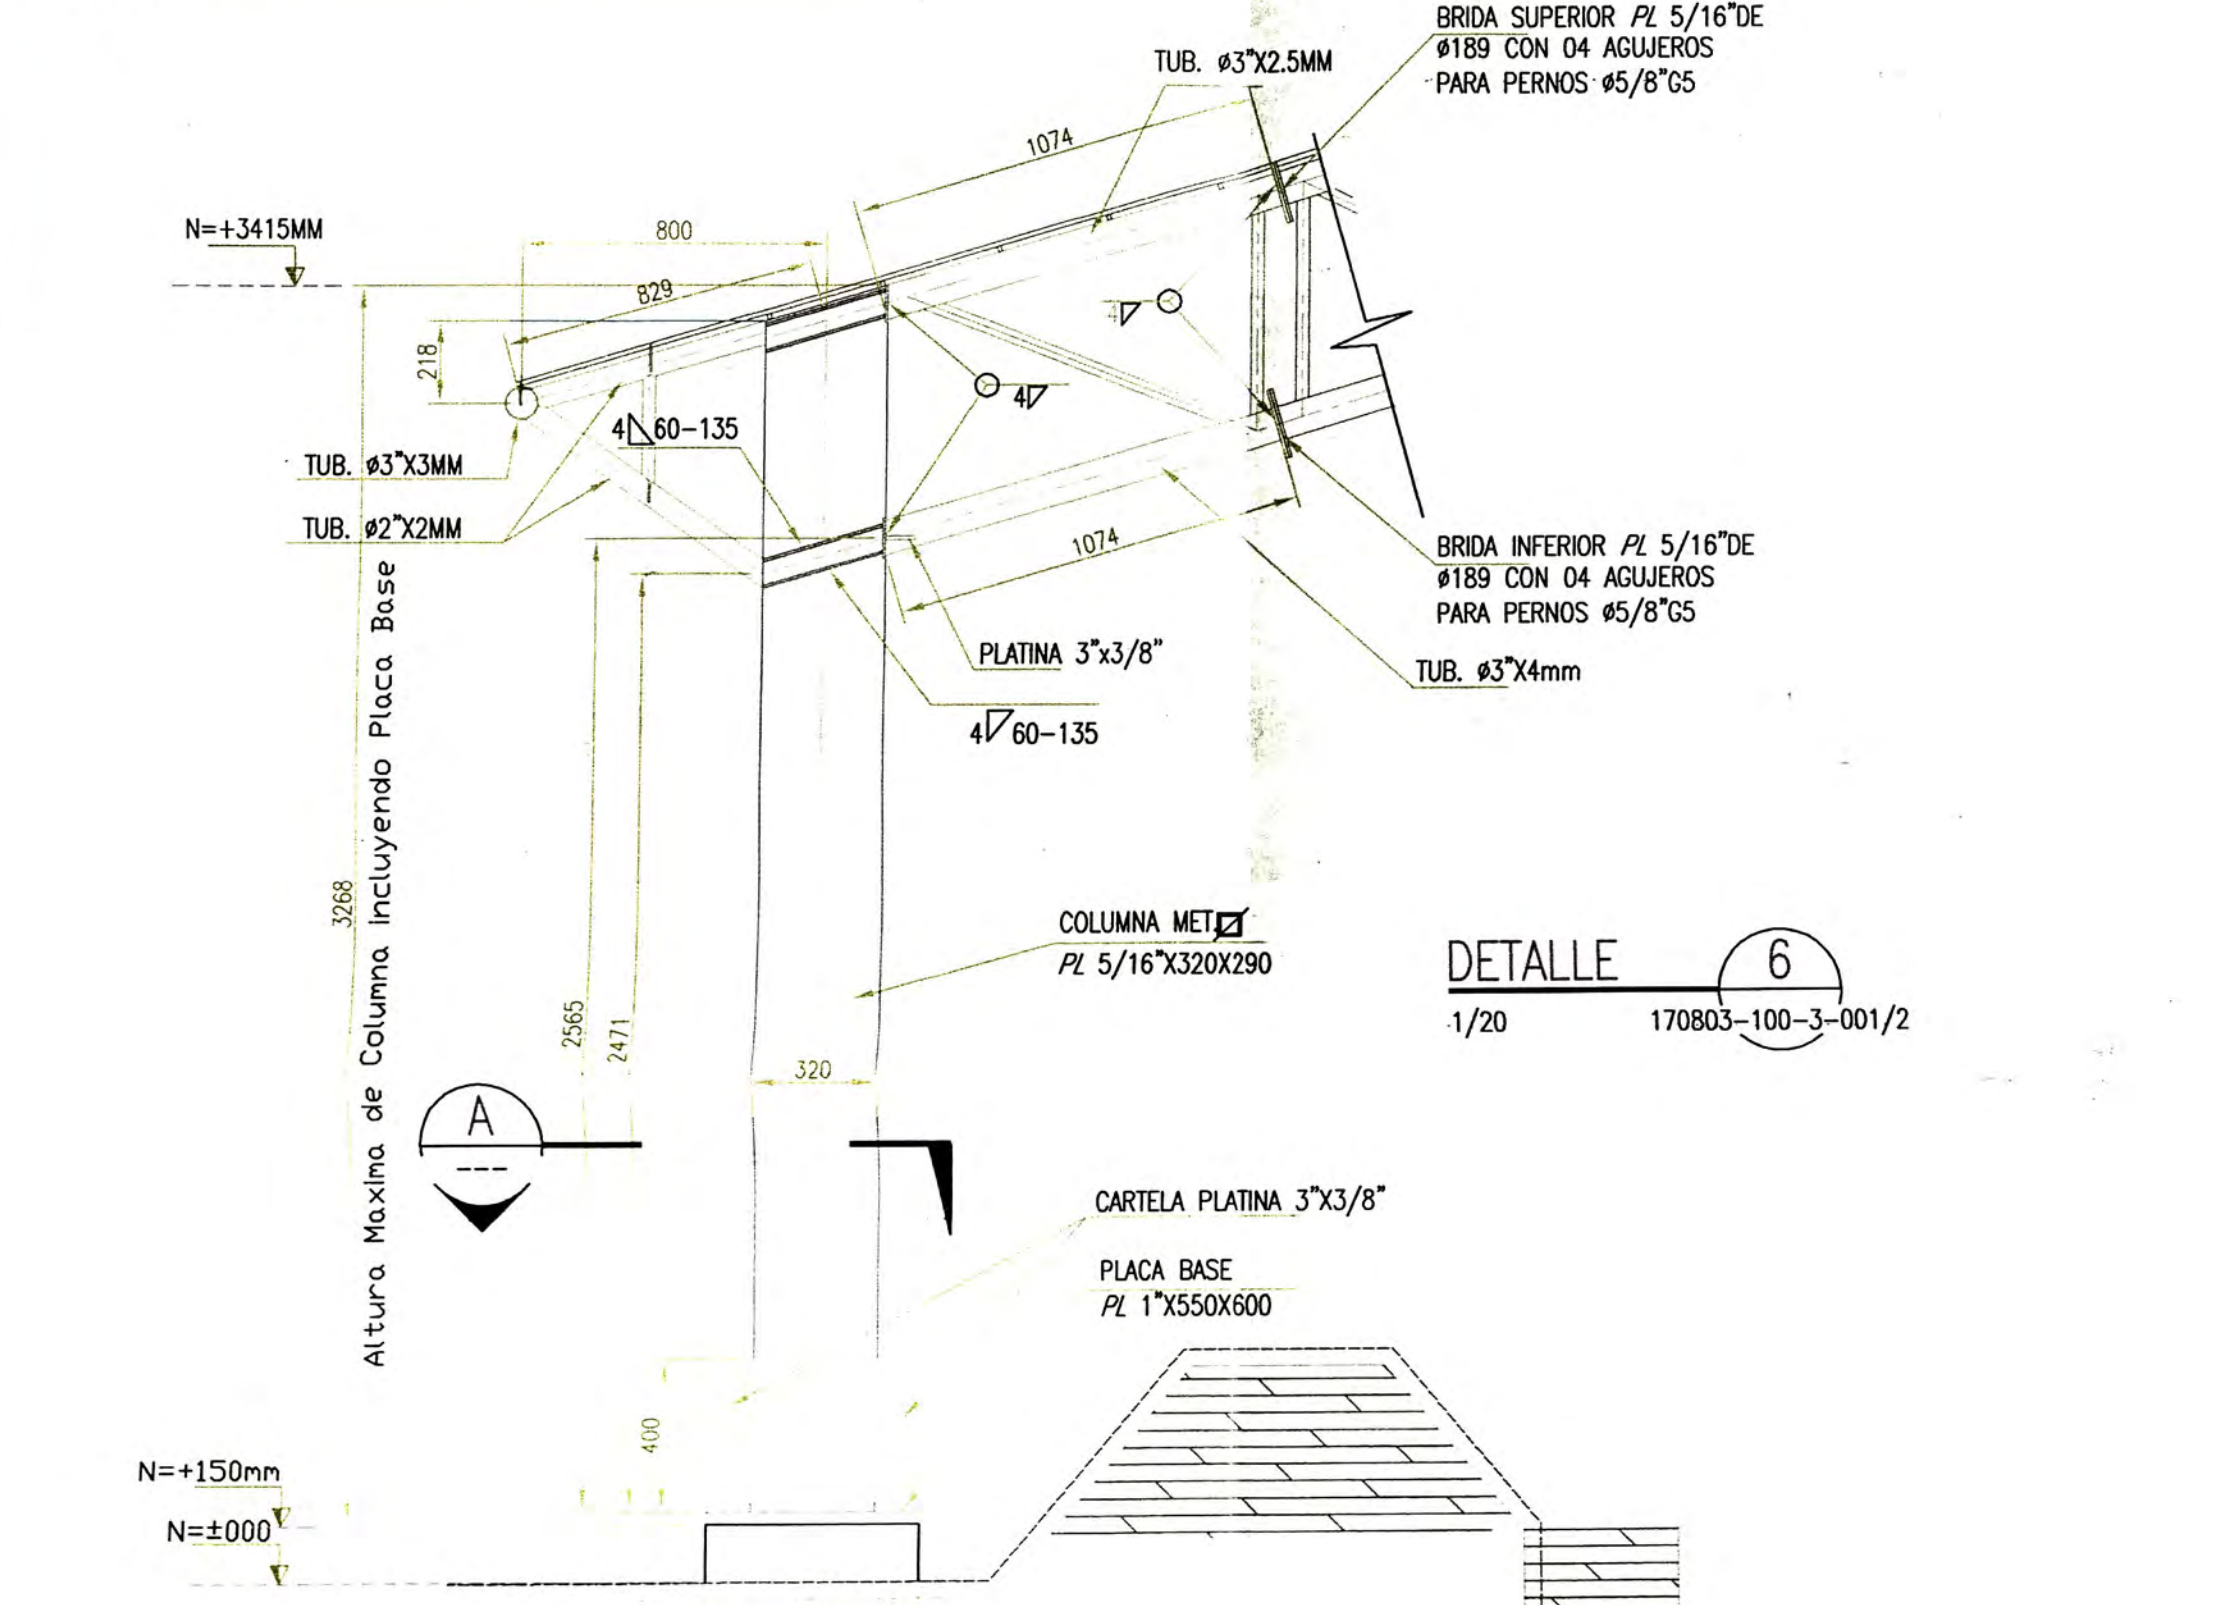 BRIDA SUPERIOR PL 5/16"DE
ø189 CON 04 AGUJEROS
PARA PERNOS ø5/8"G5
TUB. ø3"X2.5MM
1074
N=+3415MM
800
829
218
4
4
4 60-135
TUB. ø3"X3MM
TUB. ø2"X2MM
1074
BRIDA INFERIOR PL 5/16"DE
ø189 CON 04 AGUJEROS
PARA PERNOS ø5/8"G5
PLATINA 3"x3/8"
TUB. ø3"X4mm
4 60-135
Altura Maxima de Columna incluyendo Placa Base
3268
COLUMNA MET.
PL 5/16"X320X290
2565
2471
320
DETALLE 6
1/20 170803-100-3-001/2
A
---
CARTELA PLATINA 3"X3/8"
PLACA BASE
PL 1"X550X600
400
N=+150mm
N=±000